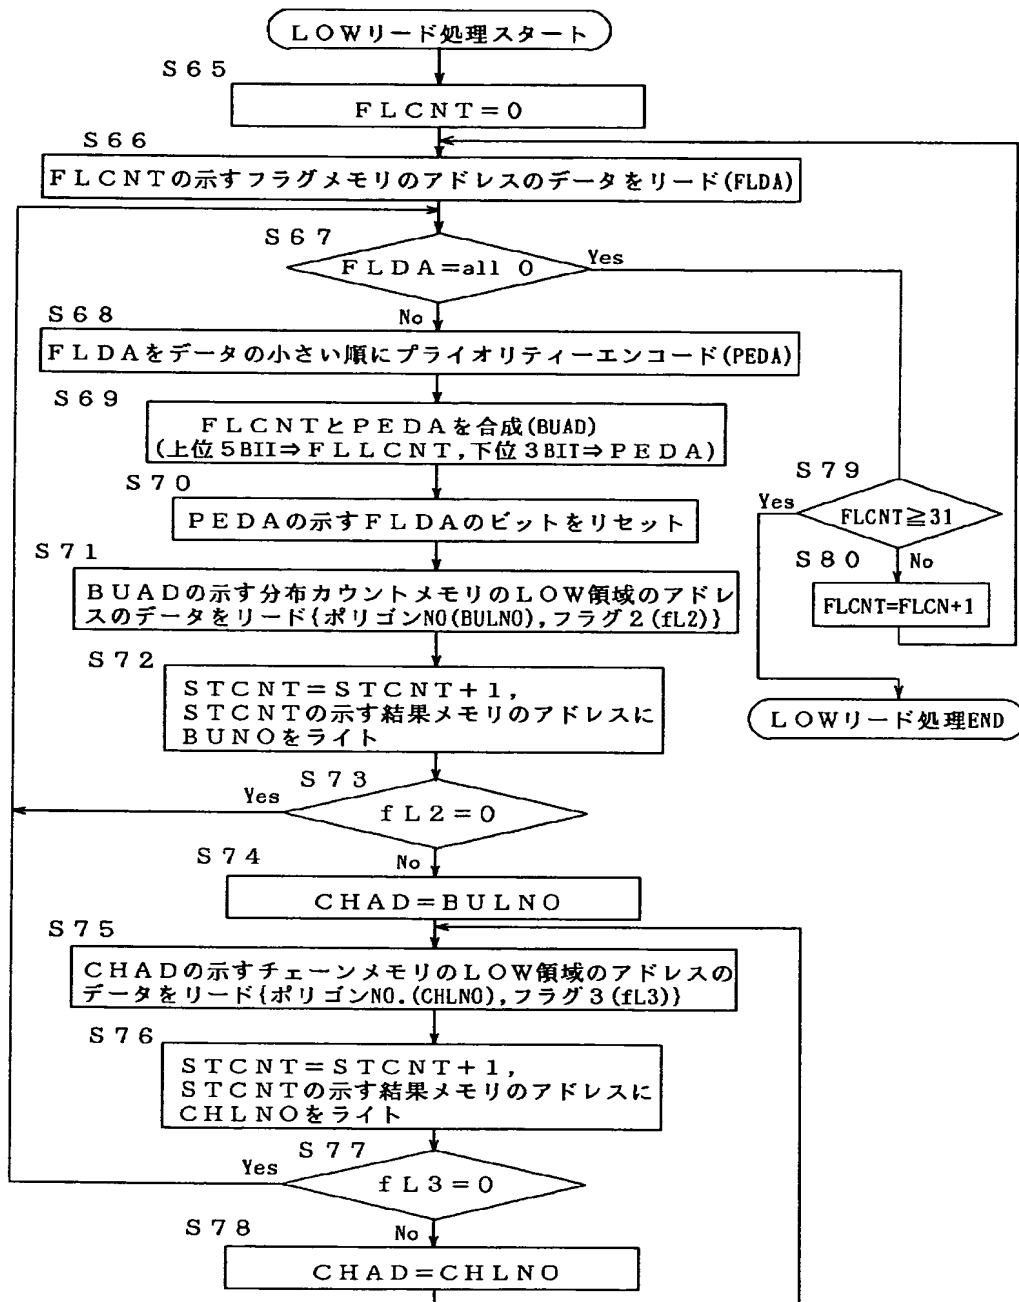 LOWリード処理スタート
S65
FLCNT=0
S66
FLCNTの示すフラグメモリのアドレスのデータをリード(FLDA)
S67
FLDA=all 0
Yes
No
S68
FLDAをデータの小さい順にプライオリティーエンコード(PEDA)
S69
FLCNTとPEDAを合成(BUAD)
(上位5BII⇒FLLCNT,下位3BIT⇒PEDA)
S70
PEDAの示すFLDAのビットをリセット
S71
BUADの示す分布カウントメモリのLOW領域のアドレ
スのデータをリード{ポリゴンNO(BULNO),フラグ2(fL2)}
S72
STCNT=STCNT+1,
STCNTの示す結果メモリのアドレスに
BUNOをライト
S73
Yes
fL2=0
No
S74
CHAD=BULNO
S75
CHADの示すチェーンメモリのLOW領域のアドレスの
データをリード{ポリゴンNO.(CHLNO),フラグ3(fL3)}
S76
STCNT=STCNT+1,
STCNTの示す結果メモリのアドレスに
CHLNOをライト
S77
Yes
fL3=0
No
S78
CHAD=CHLNO
S79
Yes
FLCNT≧31
S80
No
FLCNT=FLCN+1
LOWリード処理END